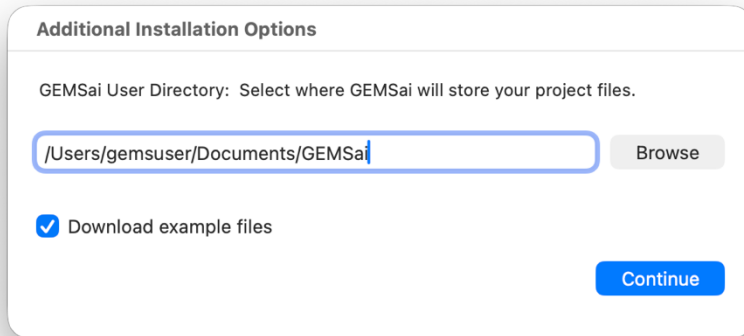 Additional Installation Options
GEMSai User Directory:  Select where GEMSai will store your project files.
/Users/gemsuser/Documents/GEMSai
Browse
Download example files
Continue